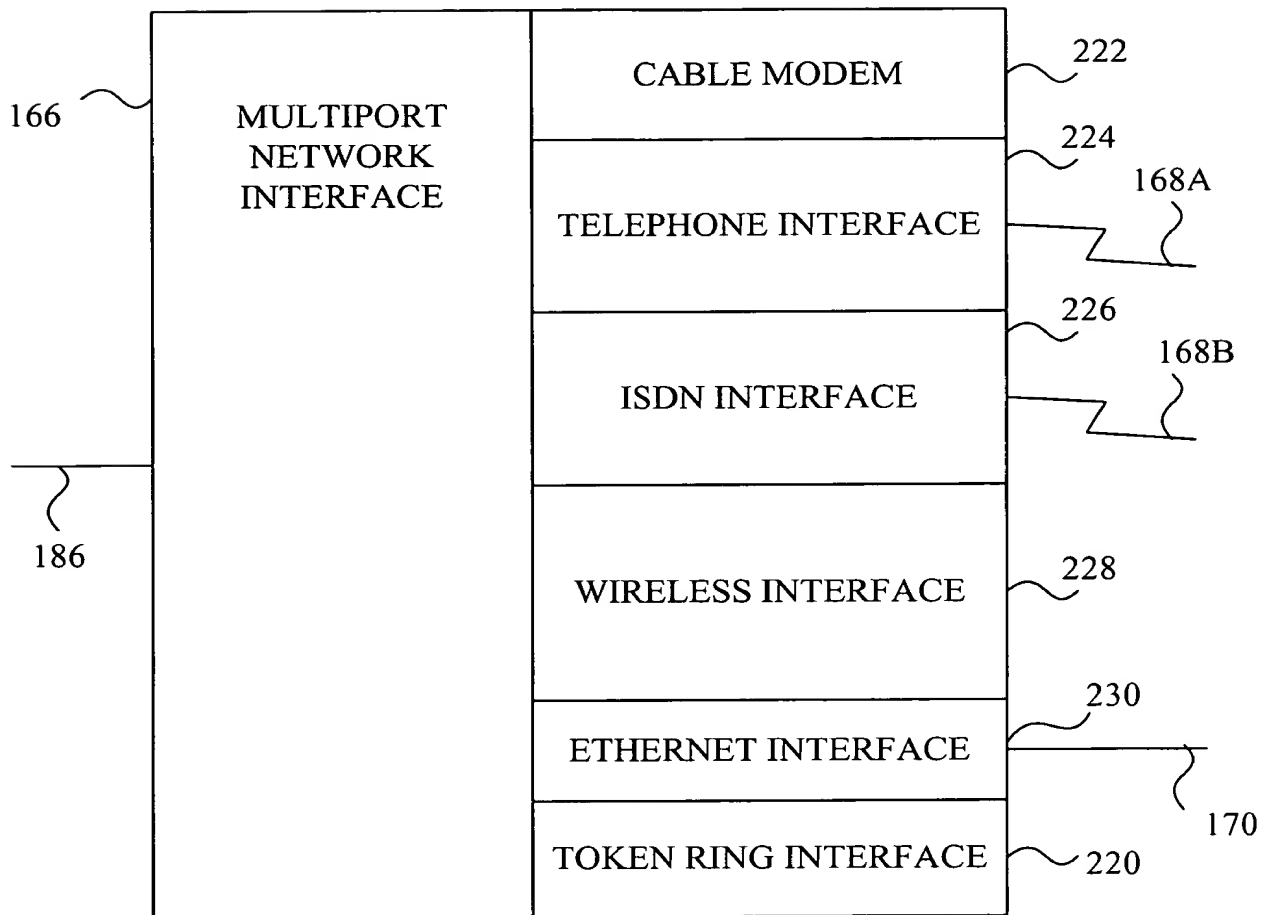 222
CABLE MODEM
166
MULTIPORT
NETWORK
INTERFACE
224
168A
TELEPHONE INTERFACE
226
168B
ISDN INTERFACE
186
WIRELESS INTERFACE
228
230
ETHERNET INTERFACE
170
TOKEN RING INTERFACE
220